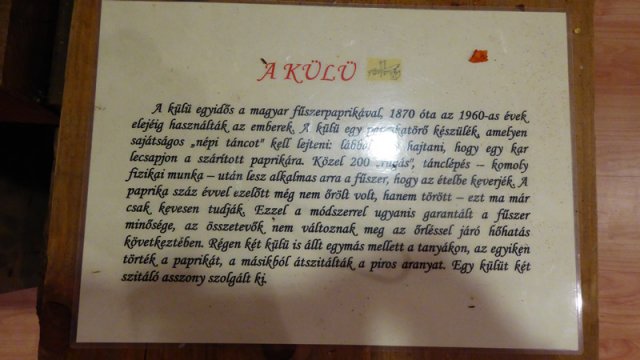 A KÜLÜ
A külü egyidős a magyar fűszerpaprikával, 1870 óta az 1960-as évek
elejéig használták az emberek. A külü egy paprikatörő készülék, amelyen
sajátságos „népi táncot" kell lejteni: lábbal hajtani, hogy egy kar
lecsapjon a szárított paprikára. Közel 200 „rúgás", tánclépés – komoly
fizikai munka – után lesz alkalmas arra a fűszer, hogy az ételbe keverjék. A
paprika száz évvel ezelőtt még nem őrölt volt, hanem törött – ezt ma már
csak kevesen tudják. Ezzel a módszerrel ugyanis garantált a fűszer
minősége, az összetevők nem változnak meg az őrléssel járó hőhatás
következtében. Régen két külü is állt egymás mellett a tanyákon, az egyiken
törték a paprikát, a másikból átszitálták a piros aranyat. Egy külüt két
szitáló asszony szolgált ki.